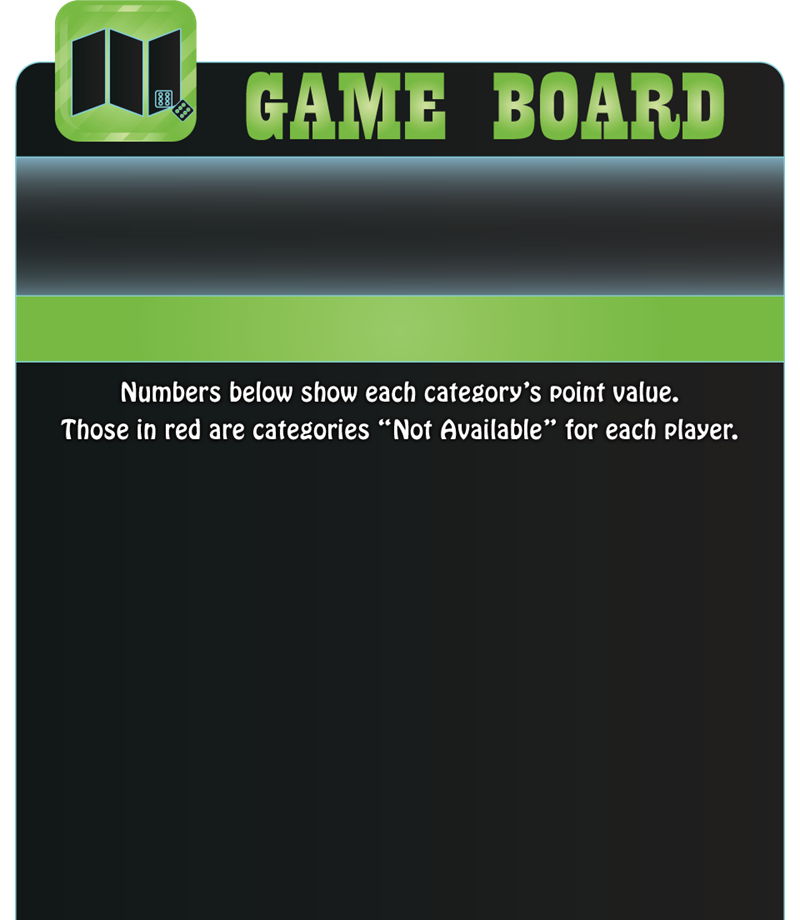 GAME BOARD
Numbers below show each category’s point value.
Those in red are categories “Not Available” for each player.